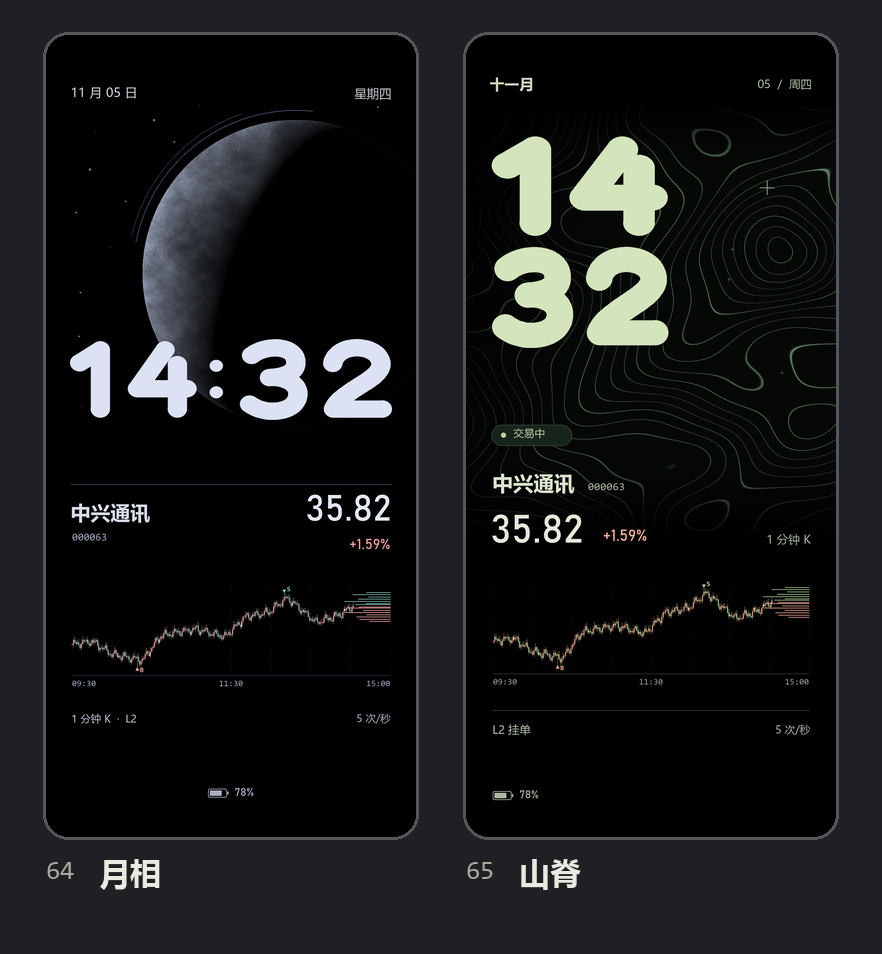 11 月 05 日
星期四
14:32
中兴通讯
35.82
000063
+1.59%
S
B
09:30
11:30
15:00
1 分钟 K · L2
5 次/秒
78%
64 月相
十一月
05 / 周四
14
32
交易中
中兴通讯 000063
35.82 +1.59%
1 分钟 K
S
B
09:30
11:30
15:00
L2 挂单
5 次/秒
78%
65 山脊